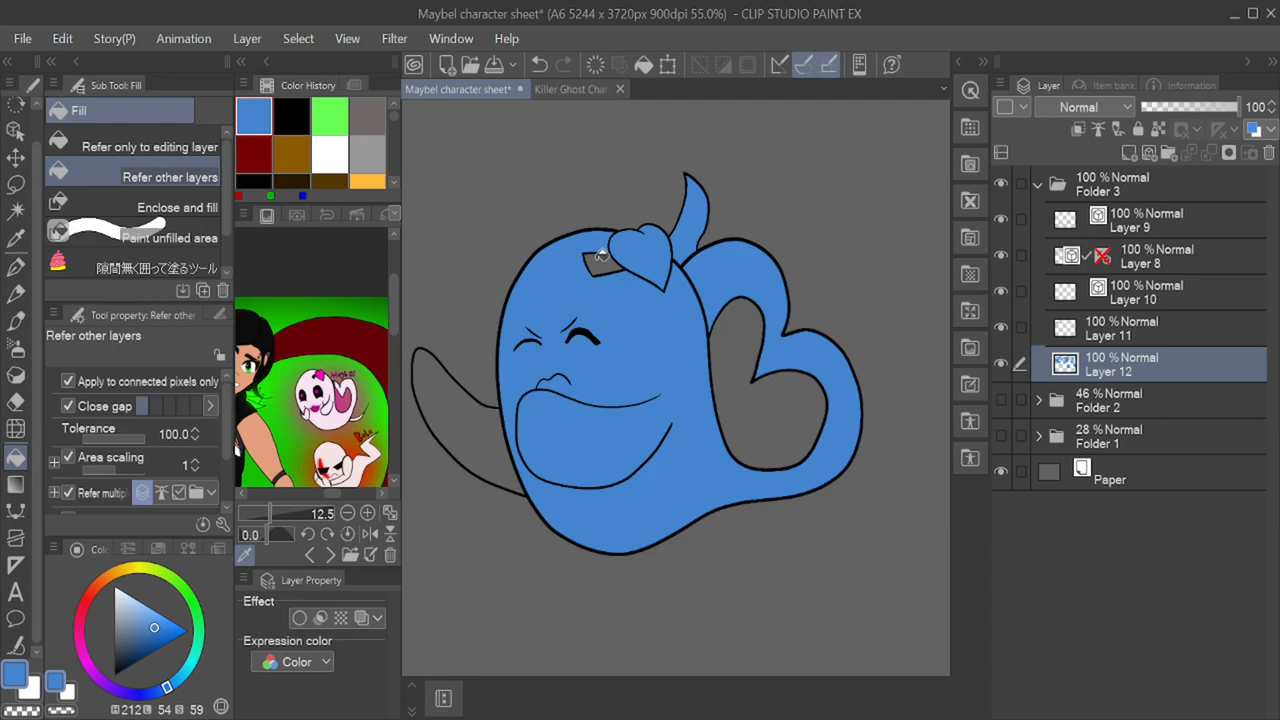 Maybel character sheet* (A6 5244 x 3720px 900dpi 55.0%) - CLIP STUDIO PAINT EX
File Edit Story(P) Animation Layer Select View Filter Window Help
Sub Tool: Fill
Color History
Maybel character sheet*
Killer Ghost Char
Layer
Item bank
Information
Fill
Refer only to editing layer
Refer other layers
Enclose and fill
Paint unfilled area
隙間無く囲って塗るツール
Normal
100
100 % Normal
Folder 3
100 % Normal
Layer 9
100 % Normal
Layer 8
100 % Normal
Layer 10
100 % Normal
Layer 11
100 % Normal
Layer 12
46 % Normal
Folder 2
28 % Normal
Folder 1
Paper
Tool property: Refer other
Refer other layers
Apply to connected pixels only
Close gap
Tolerance
100.0
Area scaling
1
Refer multip
Maybel
12.5
0.0
Layer Property
Effect
Expression color
Color
Col
H 212 L 54 S 59